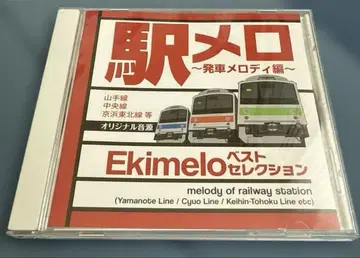 駅メロ
〜発車メロディ編〜
山手線
中央線
京浜東北線 等
オリジナル音源
Ekimelo ベスト
セレクション
melody of railway station
(Yamanote Line / Cyuo Line / Keihin-Tohoku Line etc)